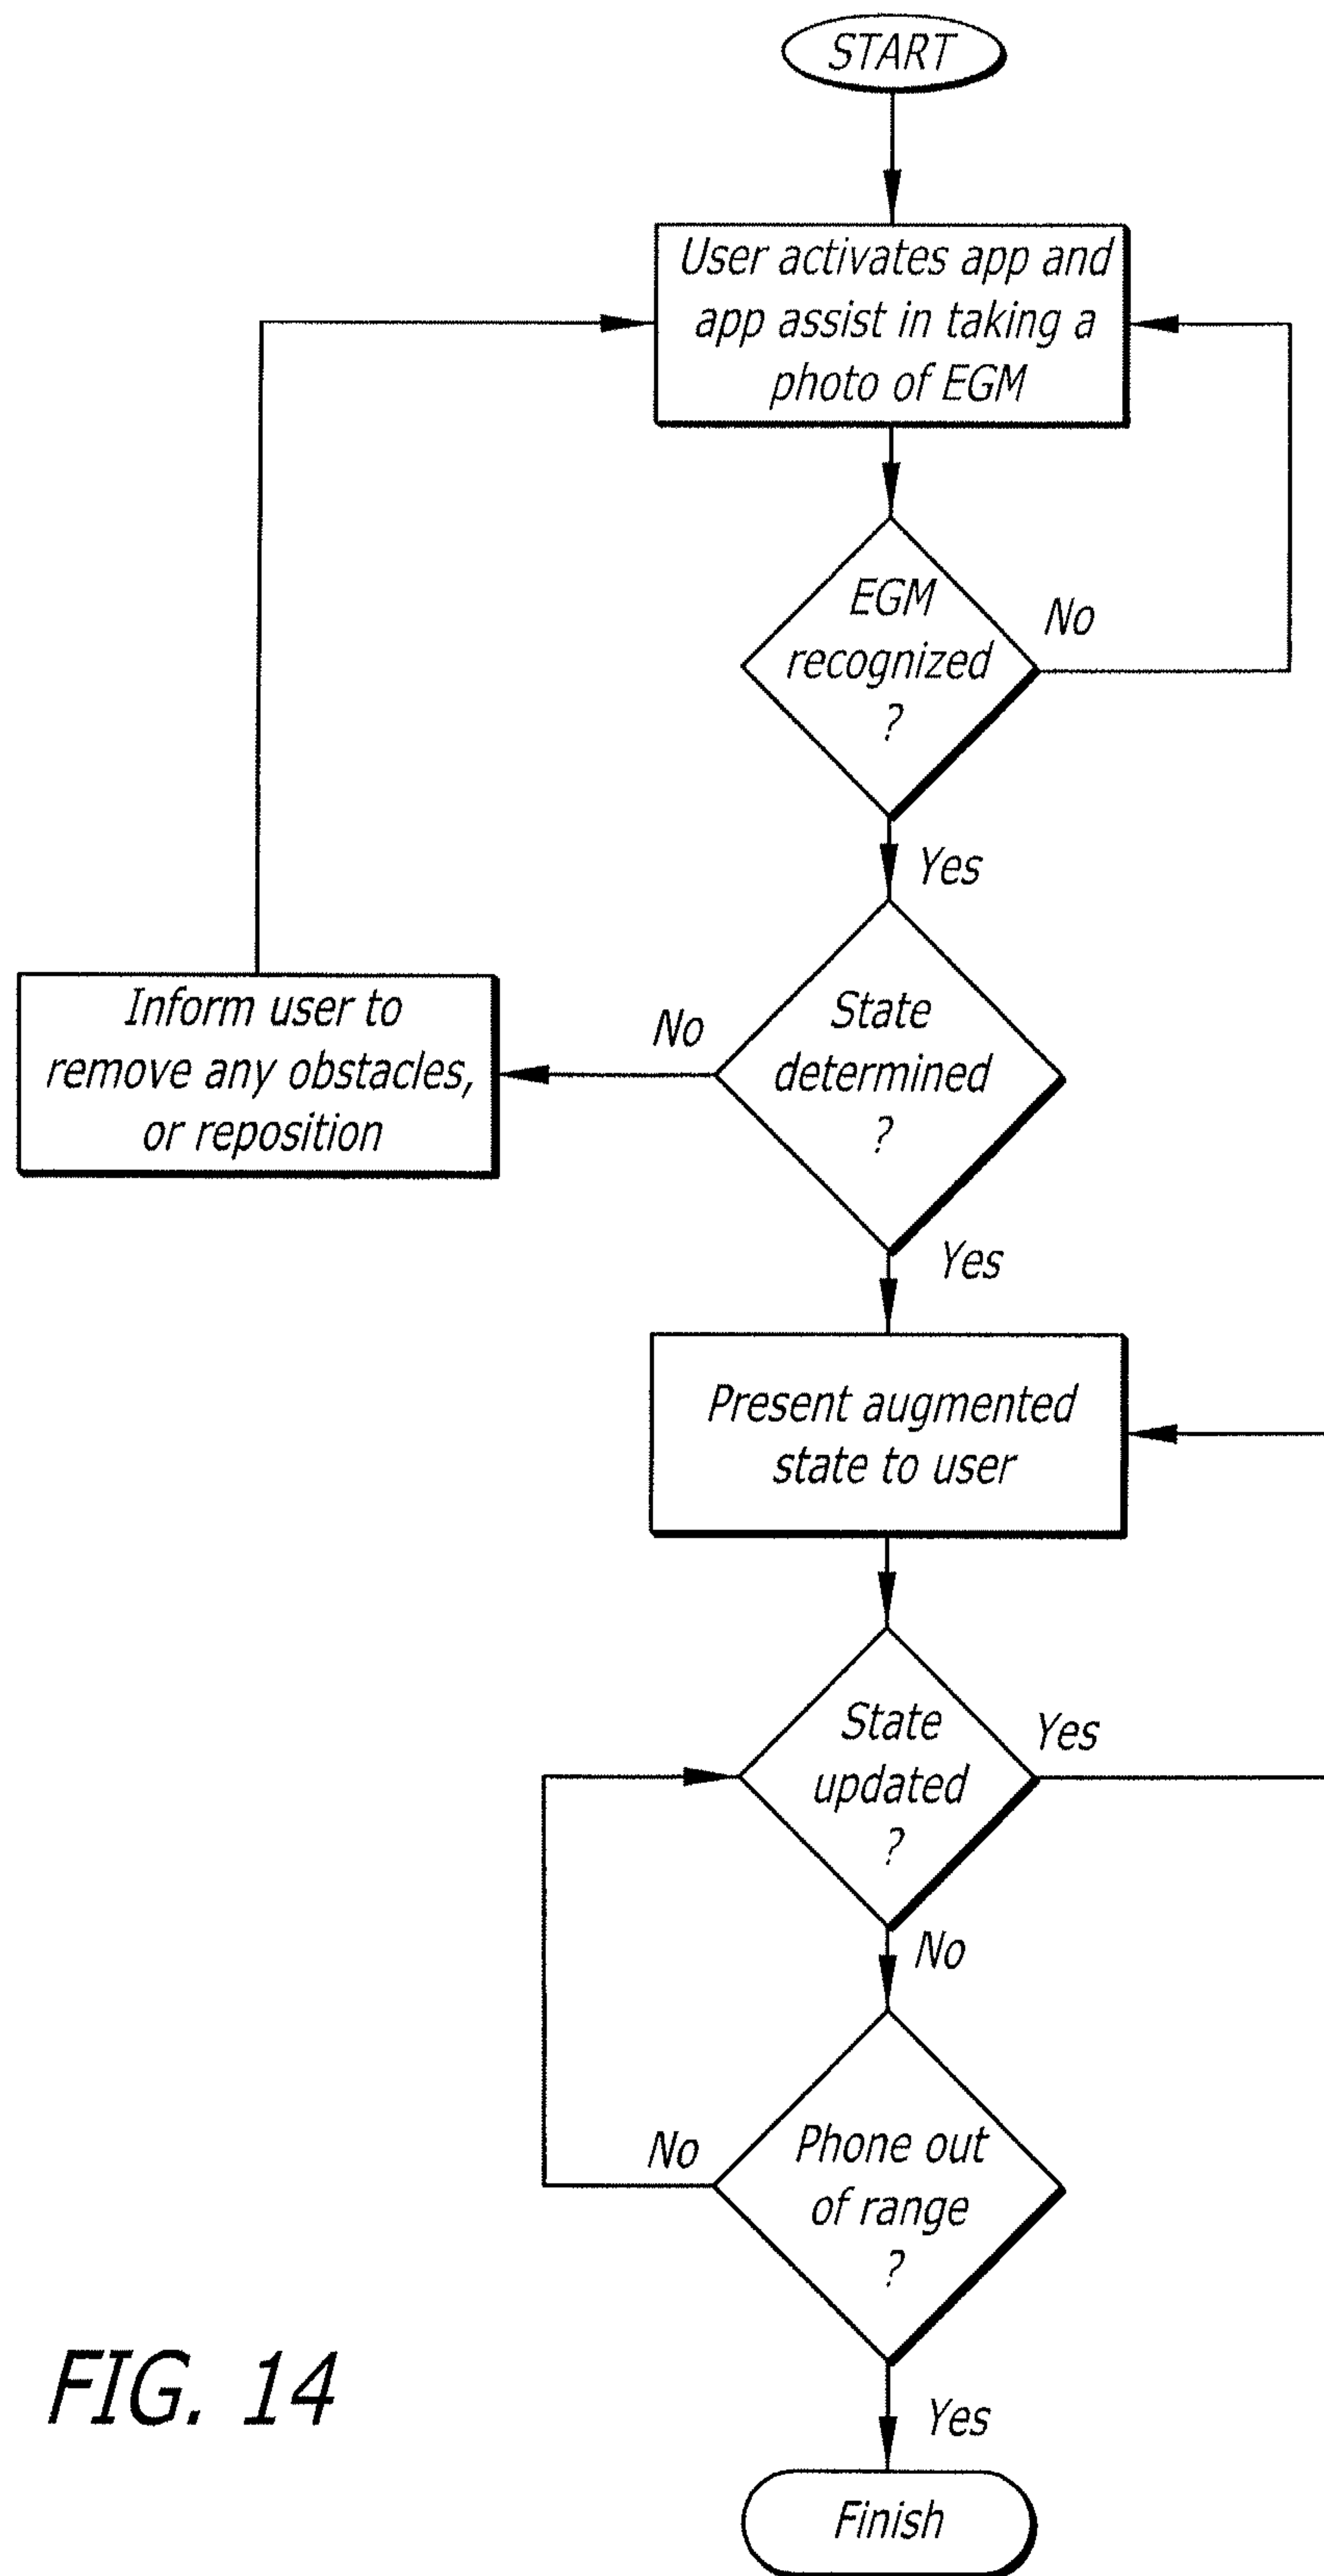 START
User activates app and
app assist in taking a
photo of EGM
EGM
recognized
?
No
Yes
State
determined
?
No
Inform user to
remove any obstacles,
or reposition
Yes
Present augmented
state to user
State
updated
?
Yes
No
Phone out
of range
?
No
Yes
Finish
FIG. 14